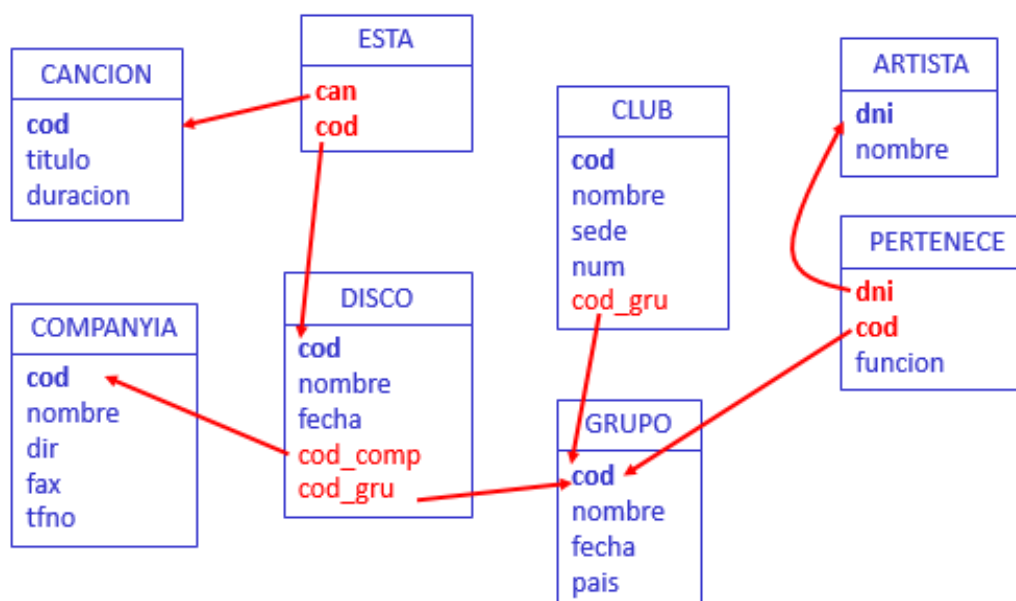 CANCION
cod
titulo
duracion
ESTA
can
cod
CLUB
cod
nombre
sede
num
cod_gru
ARTISTA
dni
nombre
PERTENECE
dni
cod
funcion
COMPANYIA
cod
nombre
dir
fax
tfno
DISCO
cod
nombre
fecha
cod_comp
cod_gru
GRUPO
cod
nombre
fecha
pais